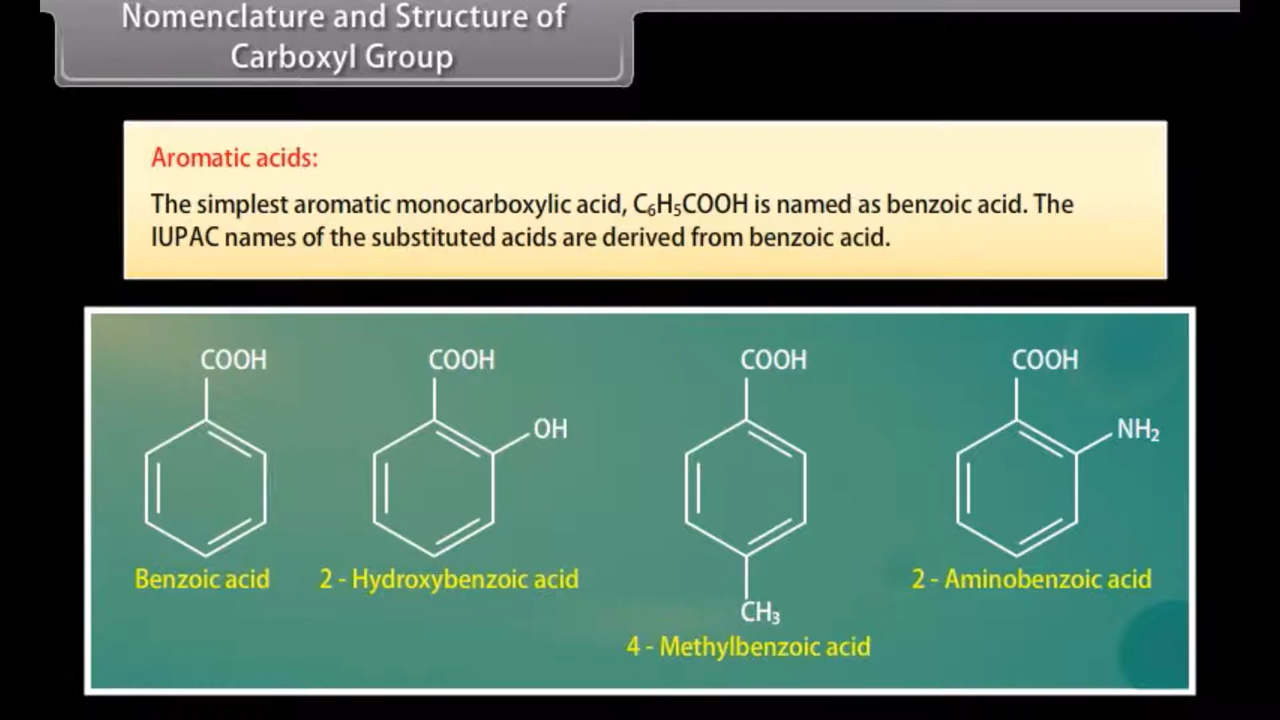 Nomenclature and Structure of
Carboxyl Group
Aromatic acids:
The simplest aromatic monocarboxylic acid, C₆H₅COOH is named as benzoic acid. The
IUPAC names of the substituted acids are derived from benzoic acid.
COOH
COOH
COOH
COOH
OH
NH₂
Benzoic acid
2 - Hydroxybenzoic acid
2 - Aminobenzoic acid
CH₃
4 - Methylbenzoic acid